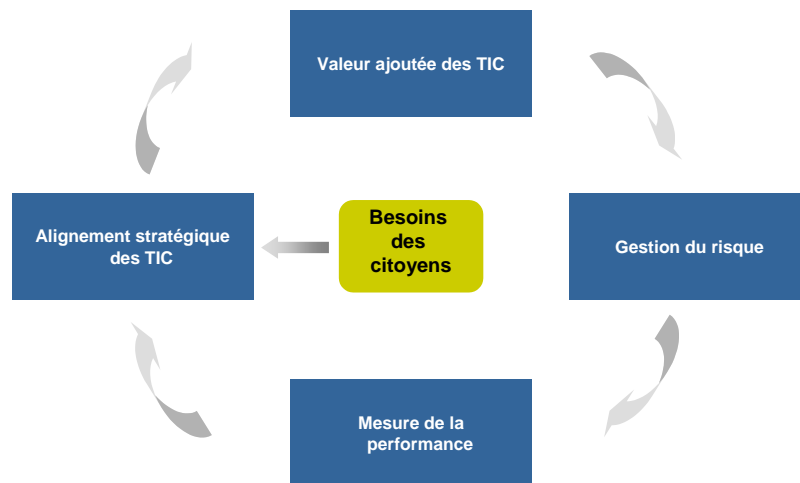 Valeur ajoutée des TIC
Alignement stratégique
des TIC
Besoins
des
citoyens
Gestion du risque
Mesure de la
performance